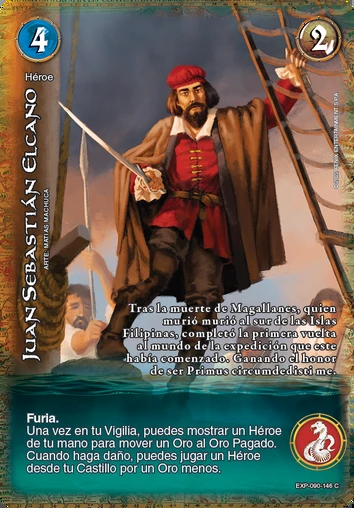 4
2
Héroe
Juan Sebastián Elcano
ARTE: MATIAS MACHUCA
Tras la muerte de Magallanes, quien
murió murió al sur de las Islas
Filipinas, completó la primera vuelta
al mundo de la expedición que este
había comenzado. Ganando el honor
de ser Primus circumdedisti me.
Furia.
Una vez en tu Vigilia, puedes mostrar un Héroe
de tu mano para mover un Oro al Oro Pagado.
Cuando haga daño, puedes jugar un Héroe
desde tu Castillo por un Oro menos.
EXP-090-146 C